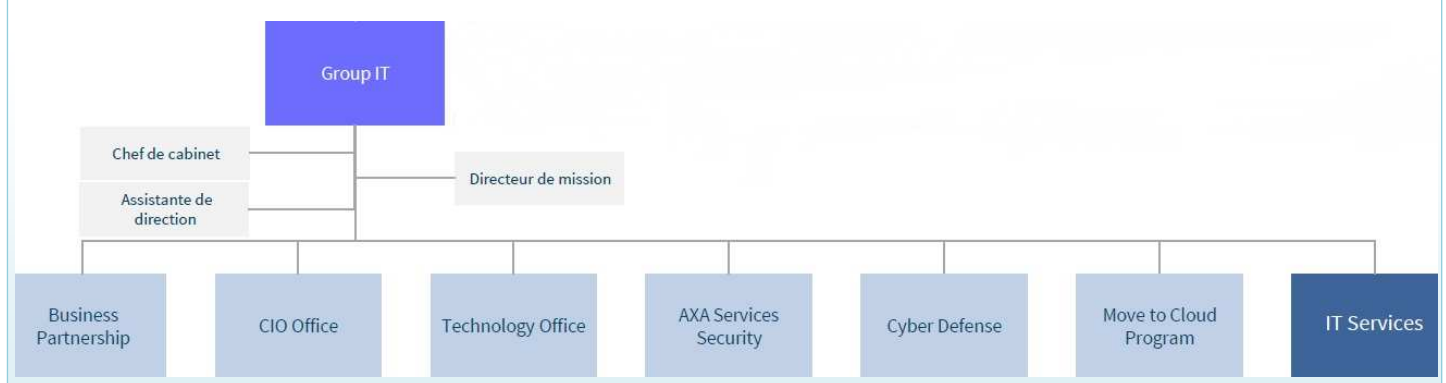 Group IT
Chef de cabinet
Directeur de mission
Assistante de
direction
Business
Partnership
CIO Office
Technology Office
AXA Services
Security
Cyber Defense
Move to Cloud
Program
IT Services